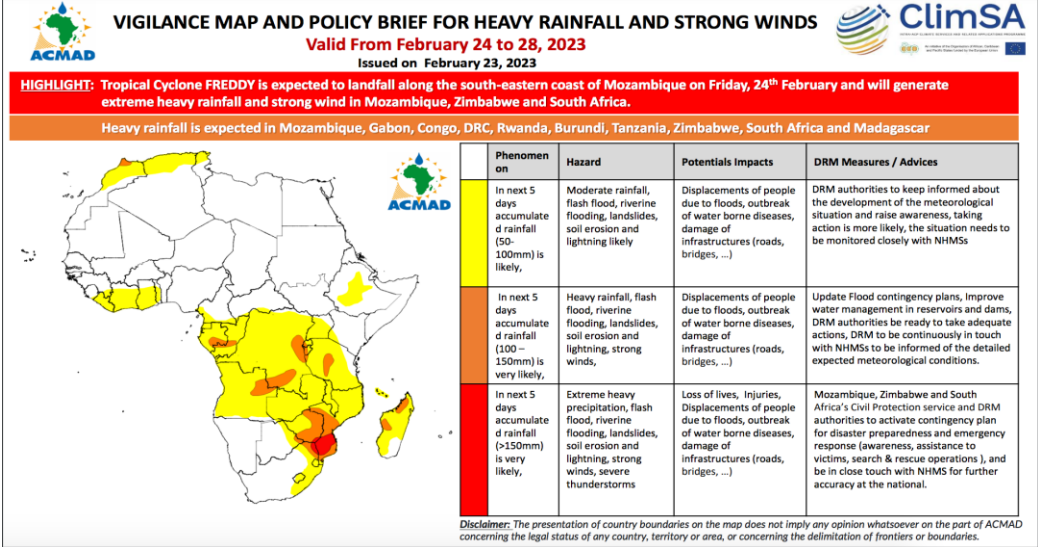 VIGILANCE MAP AND POLICY BRIEF FOR HEAVY RAINFALL AND STRONG WINDS
Valid From February 24 to 28, 2023
Issued on February 23, 2023
ACMAD
ClimSA
HIGHLIGHT: Tropical Cyclone FREDDY is expected to landfall along the south-eastern coast of Mozambique on Friday, 24th February and will generate
extreme heavy rainfall and strong wind in Mozambique, Zimbabwe and South Africa.
Heavy rainfall is expected in Mozambique, Gabon, Congo, DRC, Rwanda, Burundi, Tanzania, Zimbabwe, South Africa and Madagascar
ACMAD
Phenomen
on
Hazard
Potentials Impacts
DRM Measures / Advices
In next 5
days
accumulate
d rainfall
(50-
100mm) is
likely,
Moderate rainfall,
flash flood, riverine
flooding, landslides,
soil erosion and
lightning likely
Displacements of people
due to floods, outbreak
of water borne diseases,
damage of
infrastructures (roads,
bridges, ...)
DRM authorities to keep informed about
the development of the meteorological
situation and raise awareness, taking
action is more likely, the situation needs to
be monitored closely with NHMSs
In next 5
days
accumulate
d rainfall
(100 –
150mm) is
very likely,
Heavy rainfall, flash
flood, riverine
flooding, landslides,
soil erosion and
lightning, strong
winds,
Displacements of people
due to floods, outbreak
of water borne diseases,
damage of
infrastructures (roads,
bridges, ...)
Update Flood contingency plans, Improve
water management in reservoirs and dams,
DRM authorities be ready to take adequate
actions, DRM to be continuously in touch
with NHMSs to be informed of the detailed
expected meteorological conditions.
In next 5
days
accumulate
d rainfall
(>150mm)
is very
likely,
Extreme heavy
precipitation, flash
flood, riverine
flooding, landslides,
soil erosion and
lightning, strong
winds, severe
thunderstorms
Loss of lives, Injuries,
Displacements of people
due to floods, outbreak
of water borne diseases,
damage of
infrastructures (roads,
bridges, ...)
Mozambique, Zimbabwe and South
Africa's Civil Protection service and DRM
authorities to activate contingency plan
for disaster preparedness and emergency
response (awareness, assistance to
victims, search & rescue operations ), and
be in close touch with NHMS for further
accuracy at the national.
Disclaimer: The presentation of country boundaries on the map does not imply any opinion whatsoever on the part of ACMAD
concerning the legal status of any country, territory or area, or concerning the delimitation of frontiers or boundaries.